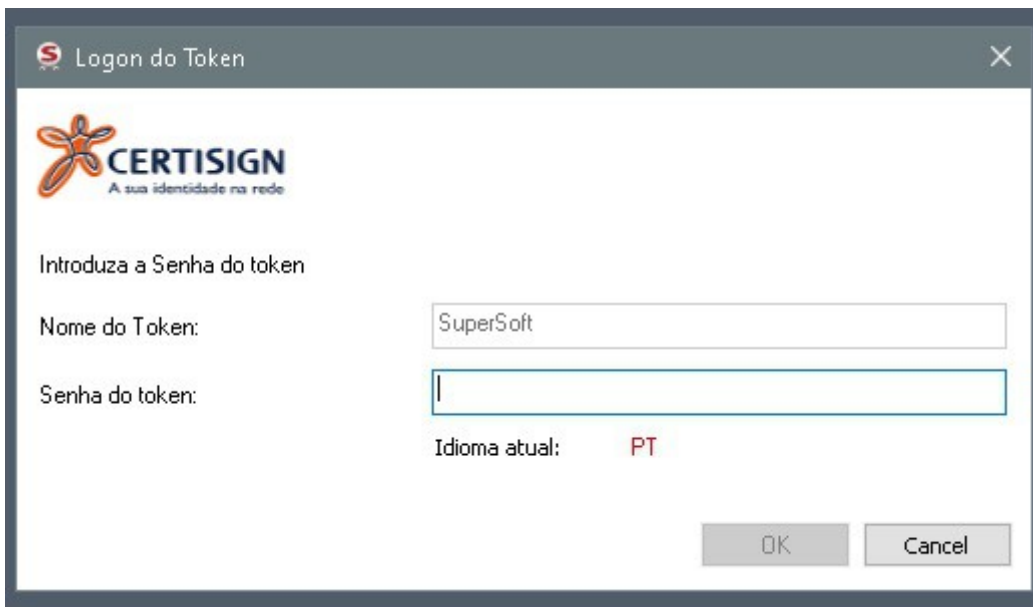 Logon do Token
CERTISIGN
A sua identidade na rede
Introduza a Senha do token
Nome do Token: SuperSoft
Senha do token:
Idioma atual: PT
OK Cancel